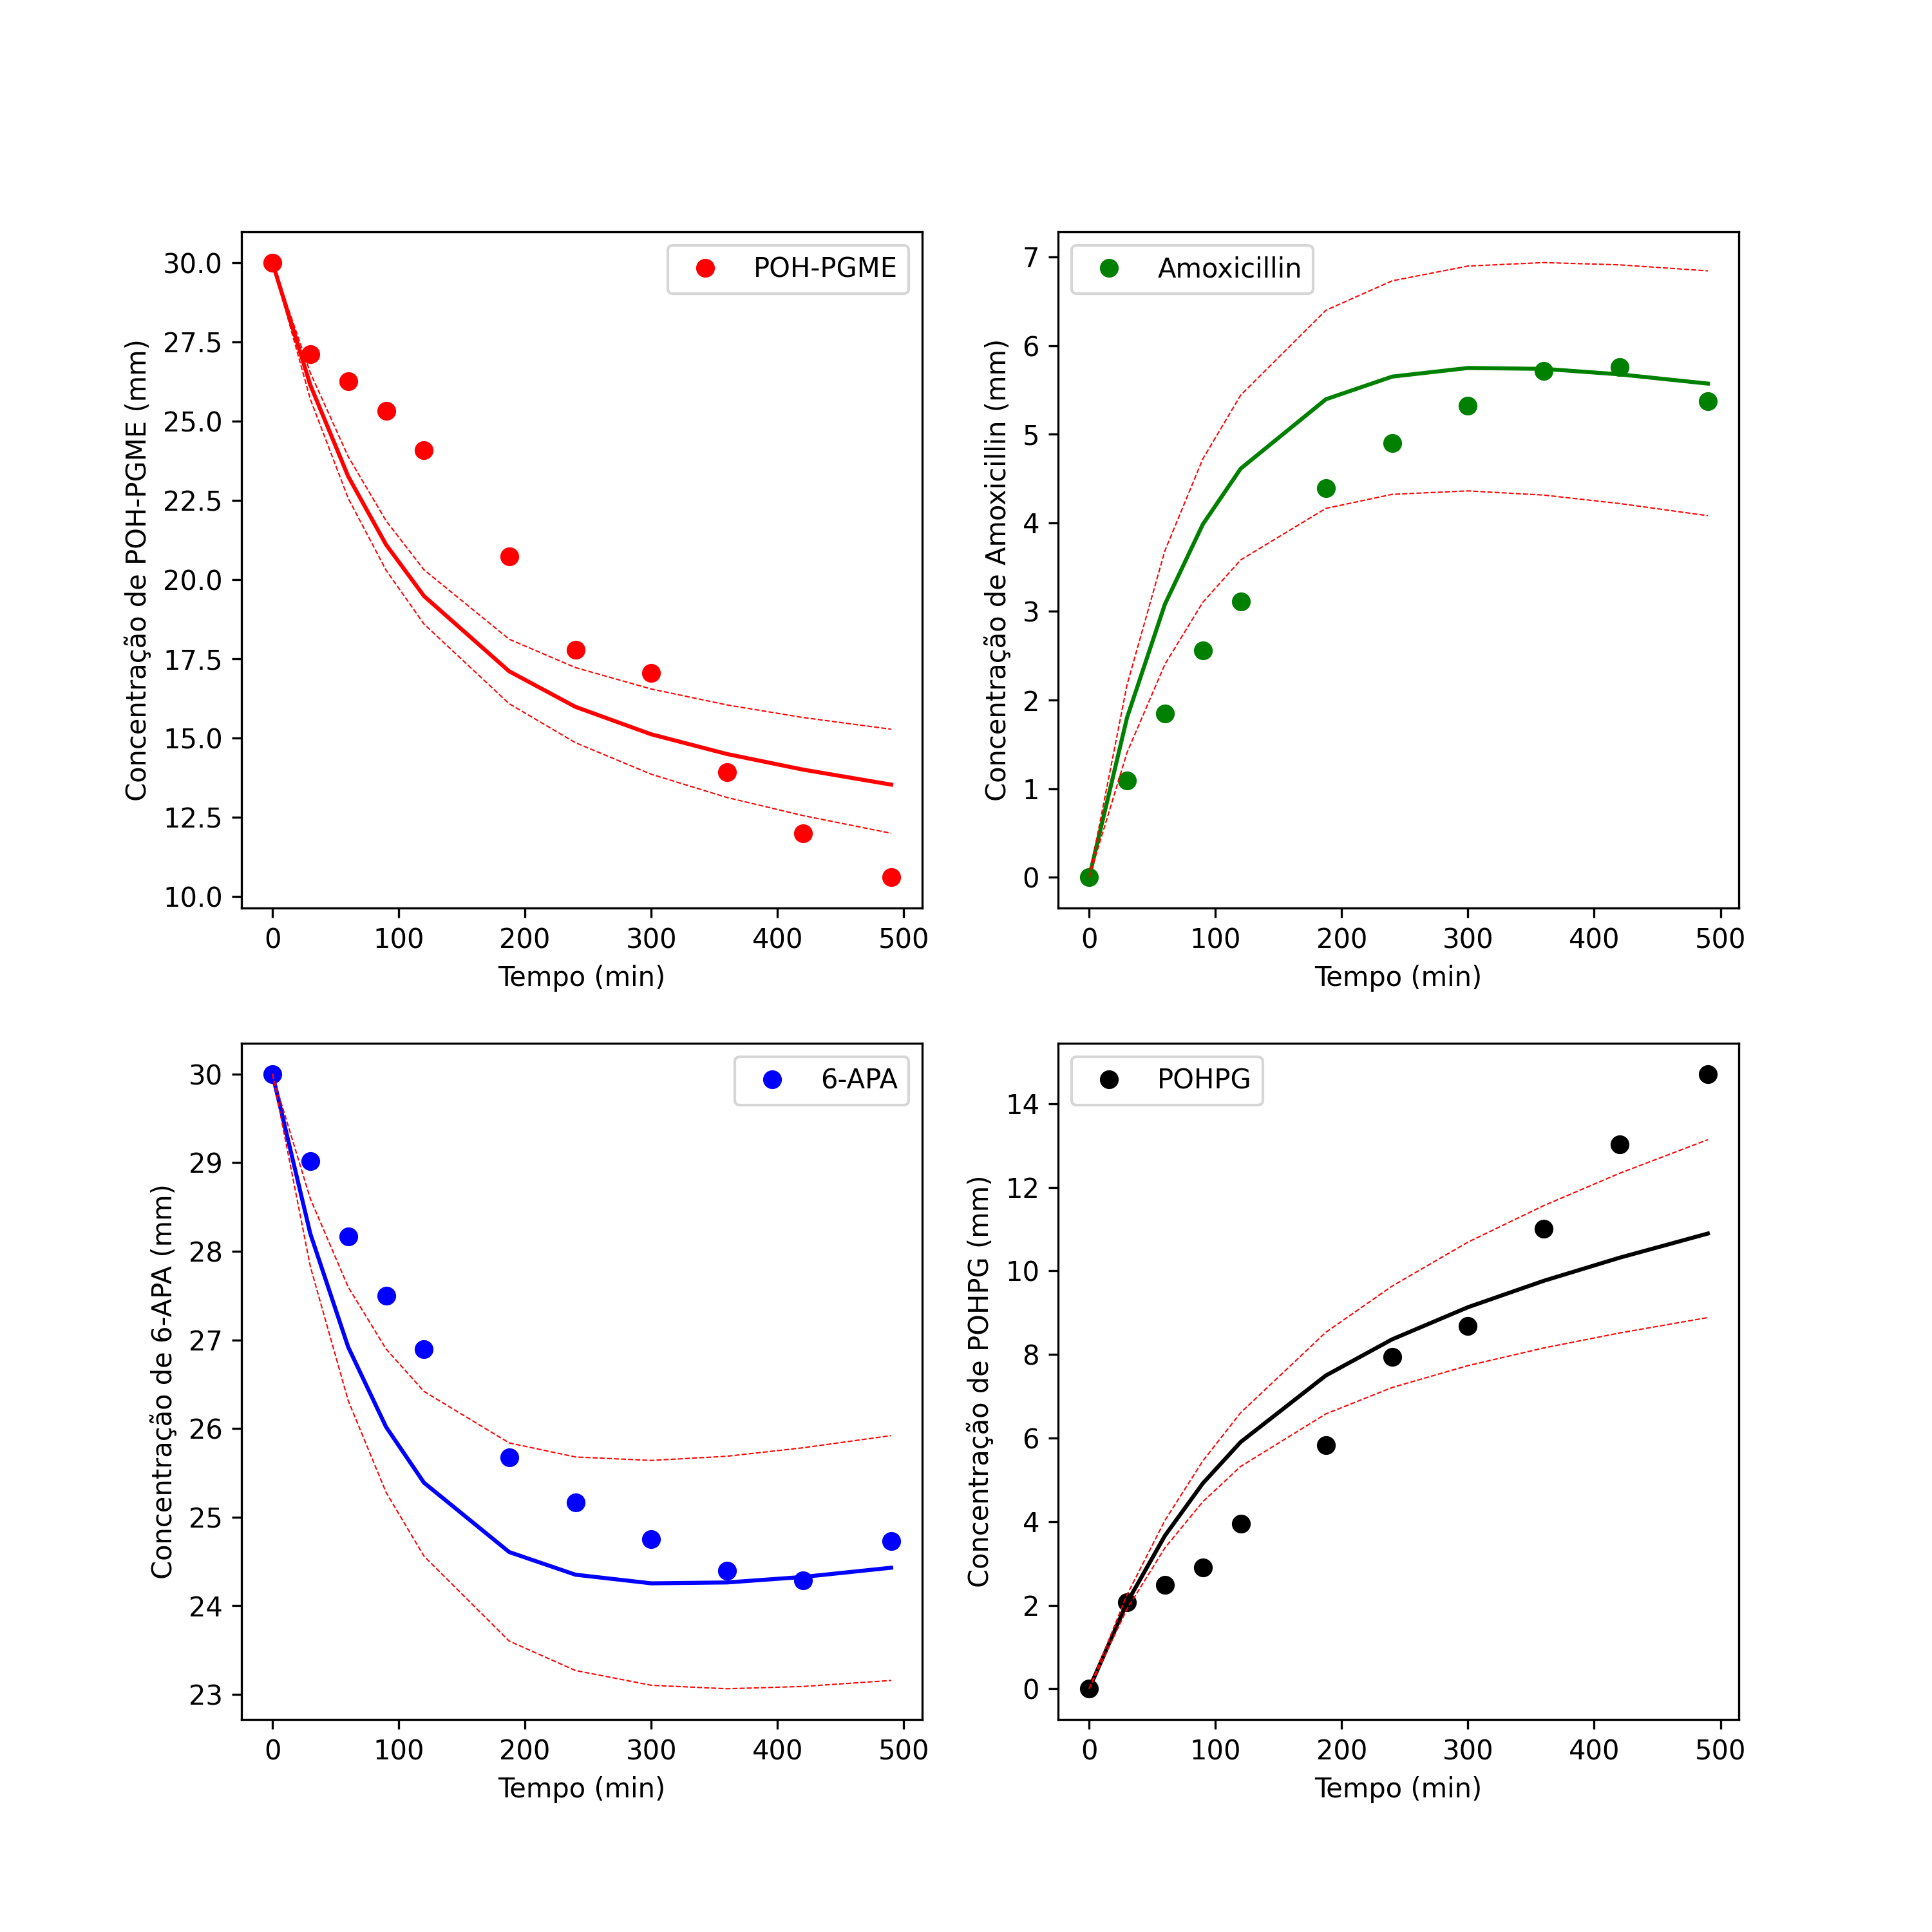 POH-PGME
Concentração de POH-PGME (mm)
30.0
27.5
25.0
22.5
20.0
17.5
15.0
12.5
10.0
0 100 200 300 400 500
Tempo (min)
Amoxicillin
Concentração de Amoxicillin (mm)
7
6
5
4
3
2
1
0
0 100 200 300 400 500
Tempo (min)
6-APA
Concentração de 6-APA (mm)
30
29
28
27
26
25
24
23
0 100 200 300 400 500
Tempo (min)
POHPG
Concentração de POHPG (mm)
14
12
10
8
6
4
2
0
0 100 200 300 400 500
Tempo (min)